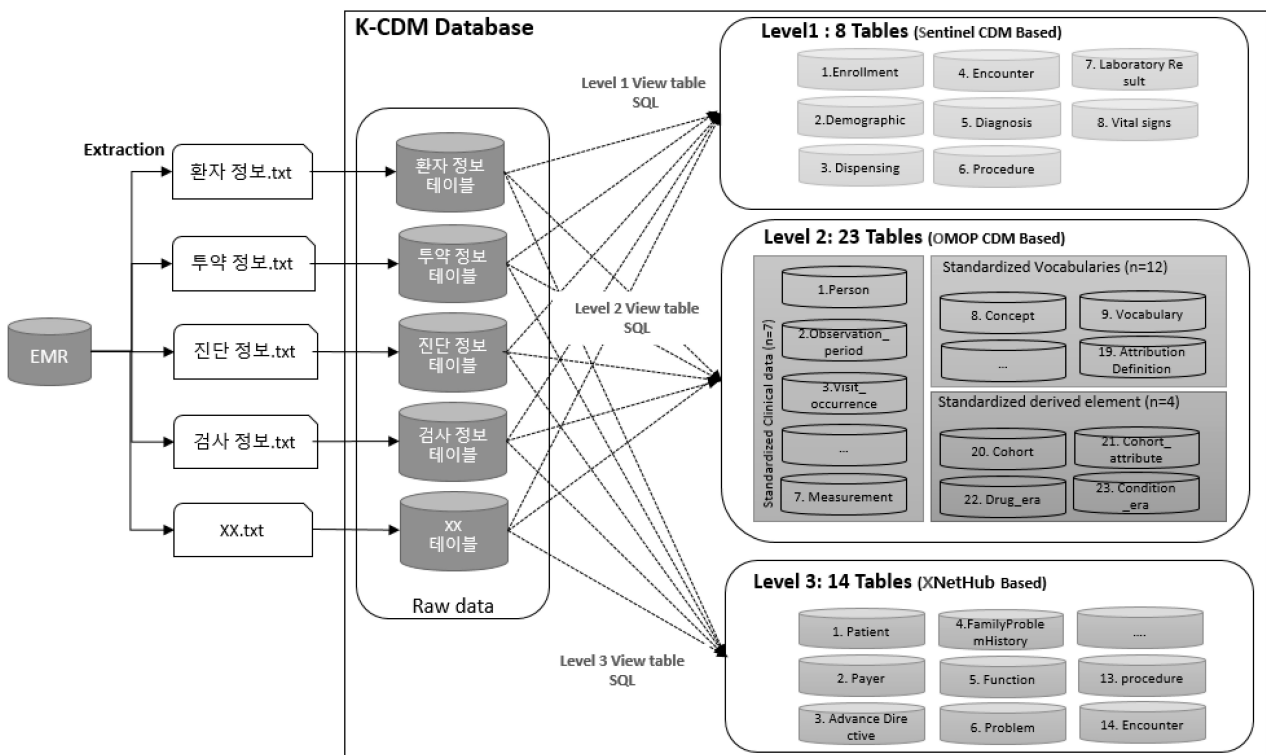 K-CDM Database
Extraction
EMR
환자 정보.txt
투약 정보.txt
진단 정보.txt
검사 정보.txt
XX.txt
환자 정보
테이블
투약 정보
테이블
진단 정보
테이블
검사 정보
테이블
XX
테이블
Raw data
Level 1 View table
SQL
Level 2 View table
SQL
Level 3 View table
SQL
Level1 : 8 Tables (Sentinel CDM Based)
1.Enrollment
4. Encounter
7. Laboratory Re
sult
2.Demographic
5. Diagnosis
8. Vital signs
3. Dispensing
6. Procedure
Level 2: 23 Tables (OMOP CDM Based)
Standardized Clinical data (n=7)
1.Person
2.Observation_
period
3.Visit_
occurrence
...
7. Measurement
Standardized Vocabularies (n=12)
8. Concept
9. Vocabulary
...
19. Attribution
Definition
Standardized derived element (n=4)
20. Cohort
21. Cohort_
attribute
22. Drug_era
23. Condition
_era
Level 3: 14 Tables (XNetHub Based)
1. Patient
4.FamilyProble
mHistory
....
2. Payer
5. Function
13. procedure
3. Advance Dire
ctive
6. Problem
14. Encounter